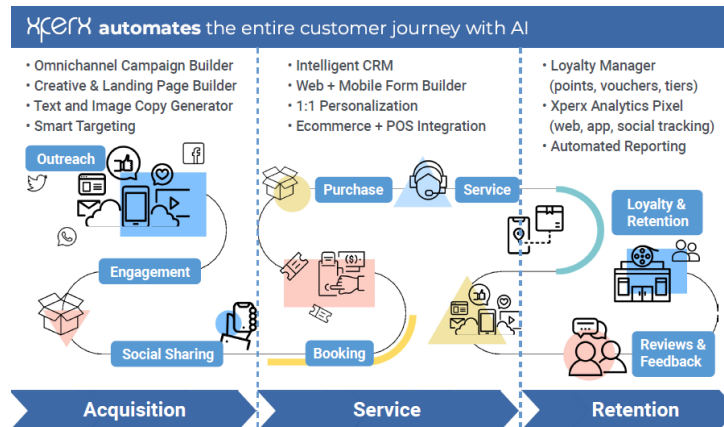 xperx automates the entire customer journey with AI
• Omnichannel Campaign Builder
• Creative & Landing Page Builder
• Text and Image Copy Generator
• Smart Targeting
• Intelligent CRM
• Web + Mobile Form Builder
• 1:1 Personalization
• Ecommerce + POS Integration
• Loyalty Manager
(points, vouchers, tiers)
• Xperx Analytics Pixel
(web, app, social tracking)
• Automated Reporting
Outreach
Engagement
Social Sharing
Purchase
Service
($)
Booking
Loyalty &
Retention
Reviews &
Feedback
Acquisition
Service
Retention